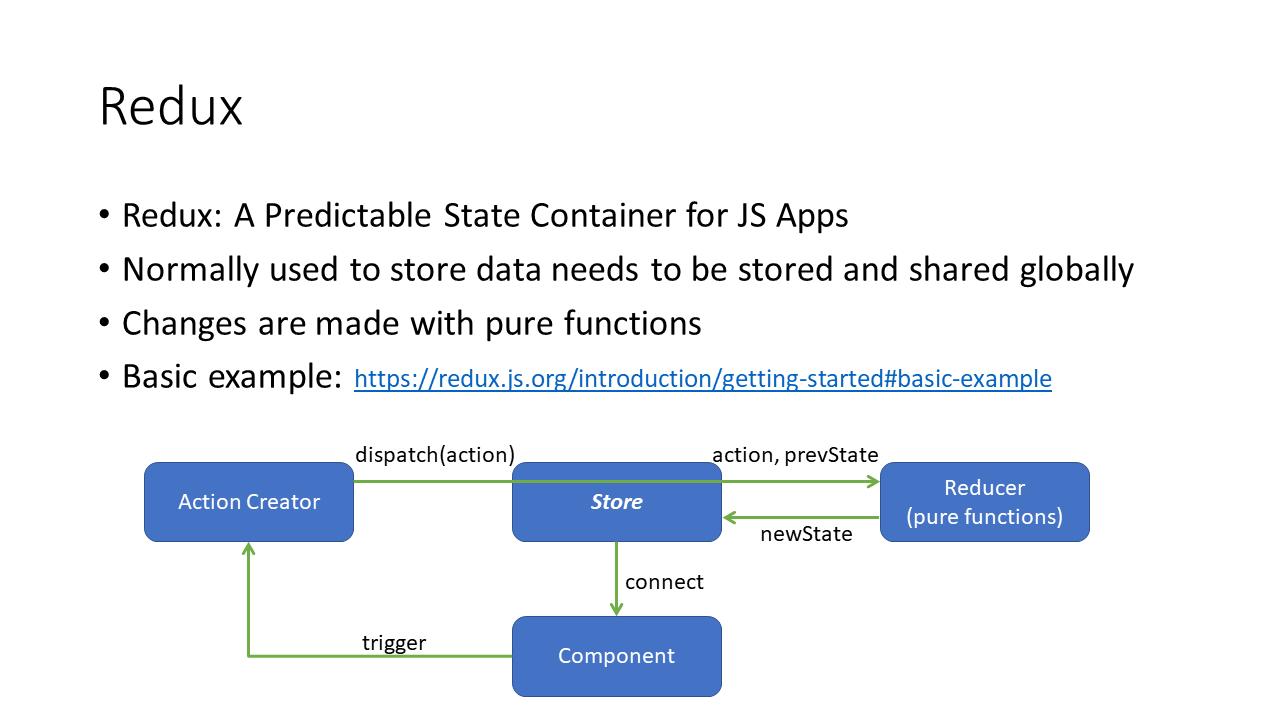 Redux
• Redux: A Predictable State Container for JS Apps
• Normally used to store data needs to be stored and shared globally
• Changes are made with pure functions
• Basic example: https://redux.js.org/introduction/getting-started#basic-example
dispatch(action)
action, prevState
Action Creator
Store
Reducer
(pure functions)
newState
connect
trigger
Component